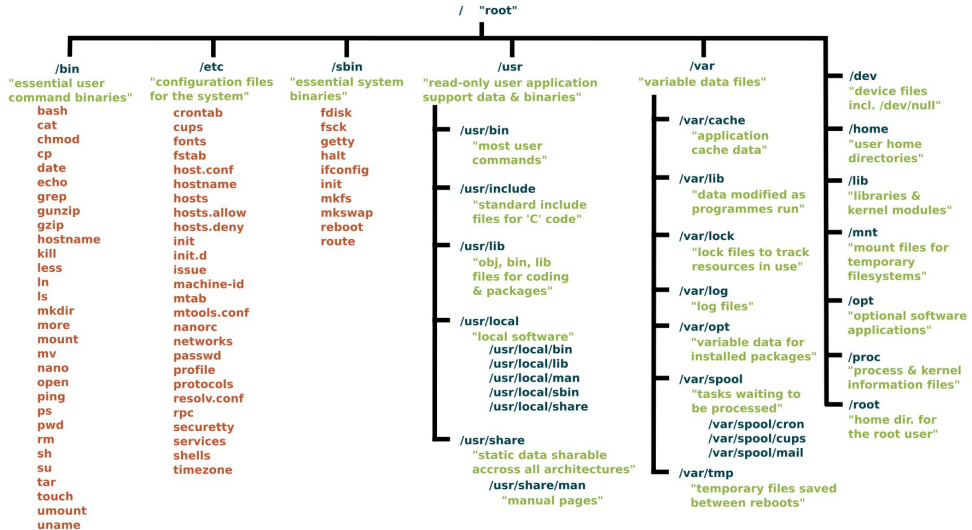 / "root"
/bin
"essential user
command binaries"
bash
cat
chmod
cp
date
echo
grep
gunzip
gzip
hostname
kill
less
ln
ls
mkdir
more
mount
mv
nano
open
ping
ps
pwd
rm
sh
su
tar
touch
umount
uname
/etc
"configuration files
for the system"
crontab
cups
fonts
fstab
host.conf
hostname
hosts
hosts.allow
hosts.deny
init
init.d
issue
machine-id
mtab
mtools.conf
nanorc
networks
passwd
profile
protocols
resolv.conf
rpc
securetty
services
shells
timezone
/sbin
"essential system
binaries"
fdisk
fsck
getty
halt
ifconfig
init
mkfs
mkswap
reboot
route
/usr
"read-only user application
support data & binaries"
/usr/bin
"most user
commands"
/usr/include
"standard include
files for 'C' code"
/usr/lib
"obj, bin, lib
files for coding
& packages"
/usr/local
"local software"
/usr/local/bin
/usr/local/lib
/usr/local/man
/usr/local/sbin
/usr/local/share
/usr/share
"static data sharable
accross all architectures"
/usr/share/man
"manual pages"
/var
"variable data files"
/var/cache
"application
cache data"
/var/lib
"data modified as
programmes run"
/var/lock
"lock files to track
resources in use"
/var/log
"log files"
/var/opt
"variable data for
installed packages"
/var/spool
"tasks waiting to
be processed"
/var/spool/cron
/var/spool/cups
/var/spool/mail
/var/tmp
"temporary files saved
between reboots"
/dev
"device files
incl. /dev/null"
/home
"user home
directories"
/lib
"libraries &
kernel modules"
/mnt
"mount files for
temporary
filesystems"
/opt
"optional software
applications"
/proc
"process & kernel
information files"
/root
"home dir. for
the root user"